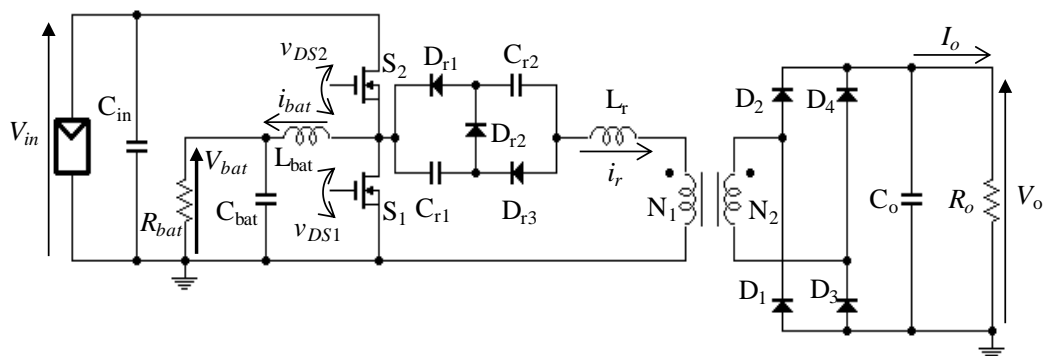 I_o
v_DS2
S_2
D_r1
C_r2
C_in
i_bat
L_r
D_2
D_4
V_in
D_r2
V_bat
L_bat
i_r
R_bat
C_bat
S_1
C_r1
D_r3
N_1
N_2
C_o
R_o
V_o
v_DS1
D_1
D_3